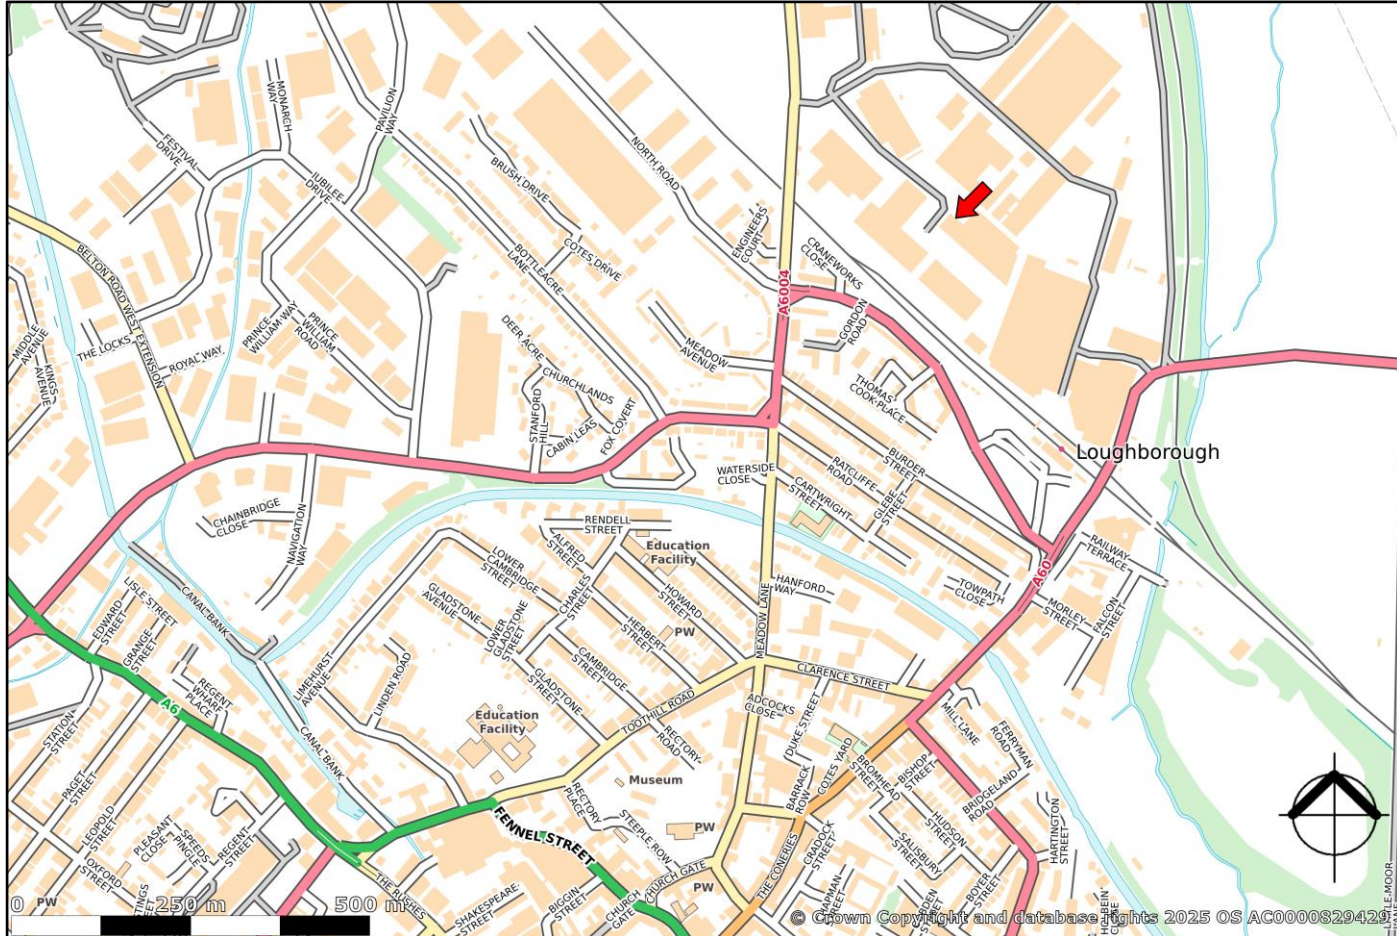 MONARCH
WAY
PAVILION
WAY
FESTIVAL
DRIVE
JUBILEE
DRIVE
BRUSH DRIVE
NORTH ROAD
ENGINEERS
COURT
CRANEWORKS
CLOSE
COTES DRIVE
BOTTLEACRE
LANE
BELTON ROAD WEST EXTENSION
A6004
GORDON
ROAD
PRINCE
WILLIAM WAY
PRINCE
WILLIAM
ROAD
MIDDLE
AVENUE
THE LOCKS
ROYAL WAY
KINGS
AVENUE
DEER ACRE
MEADOW
AVENUE
CHURCHLANDS
THOMAS
COOK PLACE
STANFORD
HILL
CABIN LEAS
FOX COVERT
Loughborough
BURDER
STREET
RATCLIFFE
ROAD
WATERSIDE
CLOSE
CARTWRIGHT
STREET
GLEBE
STREET
CHAINBRIDGE
CLOSE
NAVIGATION
WAY
RENDELL
STREET
ALFRED
STREET
Education
Facility
LOWER
CAMBRIDGE
STREET
RAILWAY
TERRACE
A60
LISLE STREET
CANAL BANK
GLADSTONE
AVENUE
CHARLES
STREET
HOWARD
STREET
HANFORD
WAY
TOWPATH
CLOSE
MORLEY
STREET
FALCON
STREET
EDWARD
STREET
GRANGE
STREET
LOWER
GLADSTONE
STREET
HERBERT
STREET
PW
MEADOW LANE
LIMEHURST
AVENUE
LINDEN ROAD
CAMBRIDGE
STREET
GLADSTONE
STREET
CLARENCE STREET
REGENT
WHARF
PLACE
A6
STATION
STREET
TOOTHILL ROAD
ADCOCKS
CLOSE
DUKE STREET
MILL LANE
FERRYMAN
ROAD
Education
Facility
CANAL BANK
RECTORY
ROAD
COTES YARD
BROMHEAD
STREET
BISHOP
STREET
PAGET
STREET
Museum
BARRACK
ROW
BRIDGELAND
ROAD
RECTORY
PLACE
FENNEL STREET
STEEPLE ROW
PW
HUDSON
STREET
HARTINGTON
STREET
LEOPOLD
STREET
PLEASANT
CLOSE
SPEEDS
PINGLE
REGENT
STREET
CRADOCK
STREET
SALISBURY
STREET
OXFORD
STREET
THE RUSHES
CHURCH GATE
THE CONERIES
BOYER
STREET
PW
SHAKESPEARE
STREET
BIGGIN
STREET
CHURCH
GATE
PW
0 250 m 500 m
© Crown Copyright and database rights 2025 OS AC0000829429